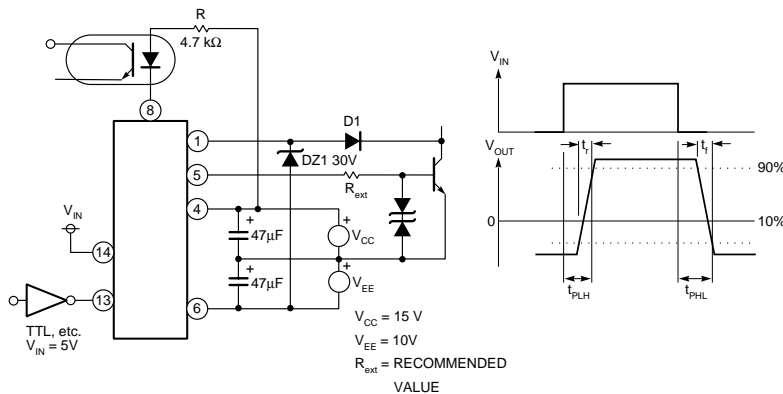 R
4.7 kΩ
8
1
D1
DZ1 30V
5
R_ext
4
V_IN
+
47µF
+
V_CC
14
+
47µF
+
V_EE
13
6
TTL, etc.
V_IN = 5V
V_CC = 15 V
V_EE = 10V
R_ext = RECOMMENDED
VALUE
V_IN
V_OUT
t_r
t_f
90%
0
10%
t_PLH
t_PHL